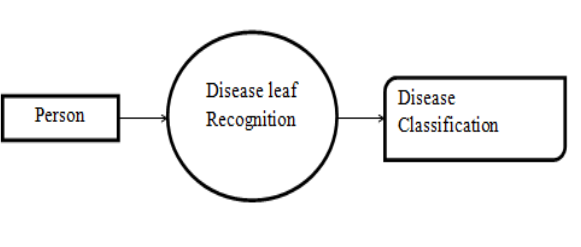 Person
Disease leaf
Recognition
Disease
Classification